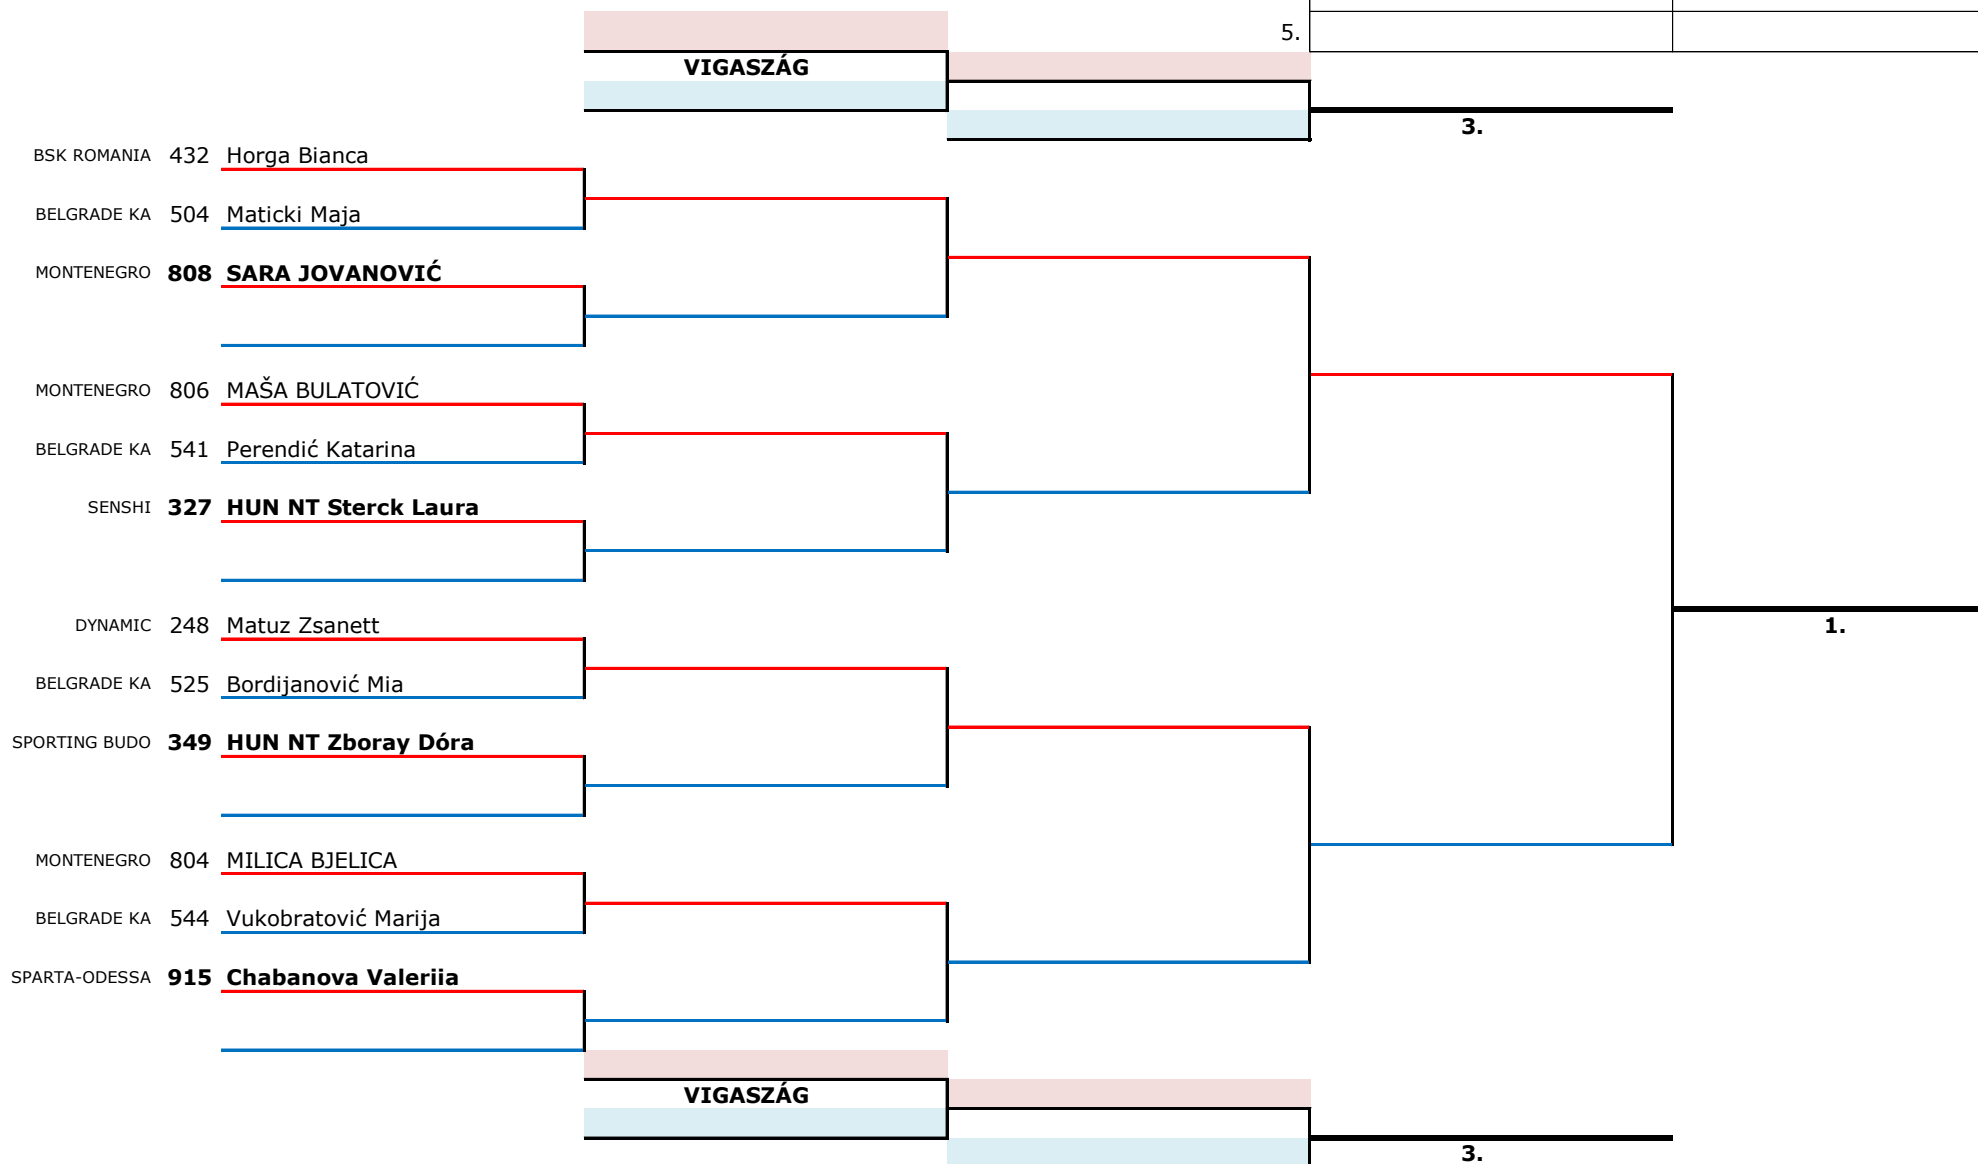 5.
VIGASZÁG
3.
BSK ROMANIA 432 Horga Bianca
BELGRADE KA 504 Maticki Maja
MONTENEGRO 808 SARA JOVANOVIĆ
MONTENEGRO 806 MAŠA BULATOVIĆ
BELGRADE KA 541 Perendić Katarina
SENSHI 327 HUN NT Sterck Laura
DYNAMIC 248 Matuz Zsanett
1.
BELGRADE KA 525 Bordijanović Mia
SPORTING BUDO 349 HUN NT Zboray Dóra
MONTENEGRO 804 MILICA BJELICA
BELGRADE KA 544 Vukobratović Marija
SPARTA-ODESSA 915 Chabanova Valeriia
VIGASZÁG
3.